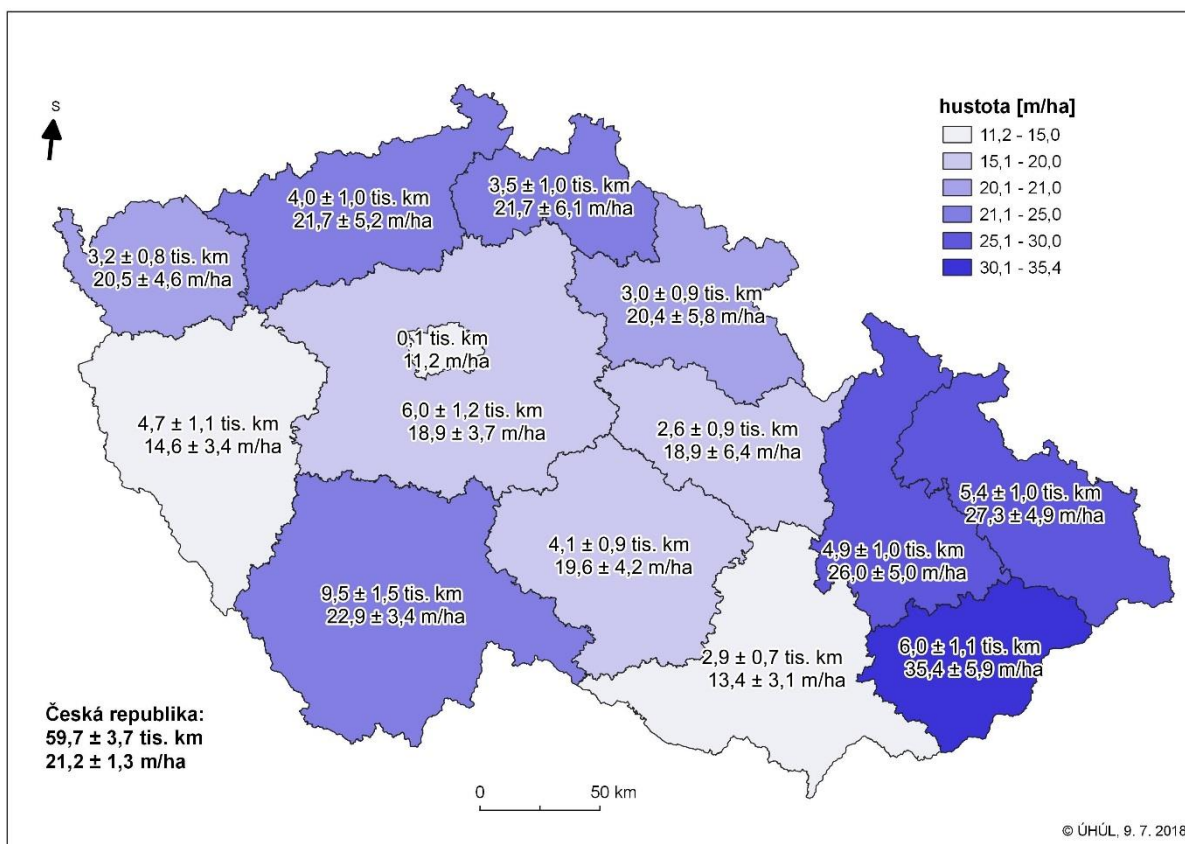 S
hustota [m/ha]
11,2 - 15,0
15,1 - 20,0
20,1 - 21,0
21,1 - 25,0
25,1 - 30,0
30,1 - 35,4
4,0 ± 1,0 tis. km
21,7 ± 5,2 m/ha
3,5 ± 1,0 tis. km
21,7 ± 6,1 m/ha
3,2 ± 0,8 tis. km
20,5 ± 4,6 m/ha
3,0 ± 0,9 tis. km
20,4 ± 5,8 m/ha
0,1 tis. km
11,2 m/ha
4,7 ± 1,1 tis. km
14,6 ± 3,4 m/ha
6,0 ± 1,2 tis. km
18,9 ± 3,7 m/ha
2,6 ± 0,9 tis. km
18,9 ± 6,4 m/ha
5,4 ± 1,0 tis. km
27,3 ± 4,9 m/ha
4,1 ± 0,9 tis. km
19,6 ± 4,2 m/ha
4,9 ± 1,0 tis. km
26,0 ± 5,0 m/ha
9,5 ± 1,5 tis. km
22,9 ± 3,4 m/ha
2,9 ± 0,7 tis. km
13,4 ± 3,1 m/ha
6,0 ± 1,1 tis. km
35,4 ± 5,9 m/ha
Česká republika:
59,7 ± 3,7 tis. km
21,2 ± 1,3 m/ha
0 50 km
© ÚHÚL, 9. 7. 2018